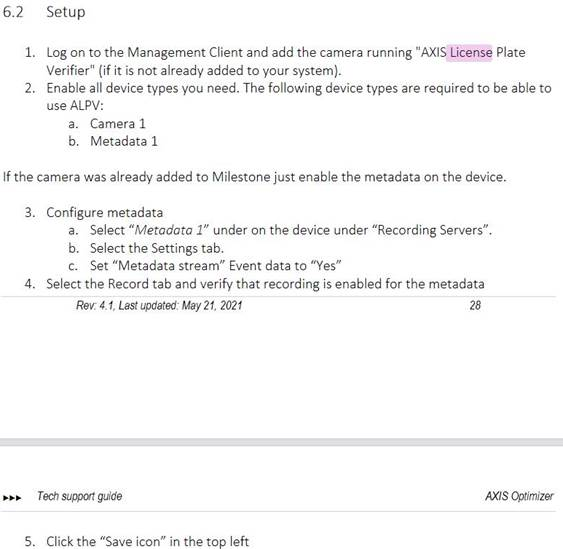 6.2 Setup
1. Log on to the Management Client and add the camera running "AXIS License Plate
Verifier" (if it is not already added to your system).
2. Enable all device types you need. The following device types are required to be able to
use ALPV:
a. Camera 1
b. Metadata 1
If the camera was already added to Milestone just enable the metadata on the device.
3. Configure metadata
a. Select “Metadata 1” under on the device under “Recording Servers”.
b. Select the Settings tab.
c. Set “Metadata stream” Event data to “Yes”
4. Select the Record tab and verify that recording is enabled for the metadata
Rev: 4.1, Last updated: May 21, 2021 28
Tech support guide AXIS Optimizer
5. Click the “Save icon” in the top left